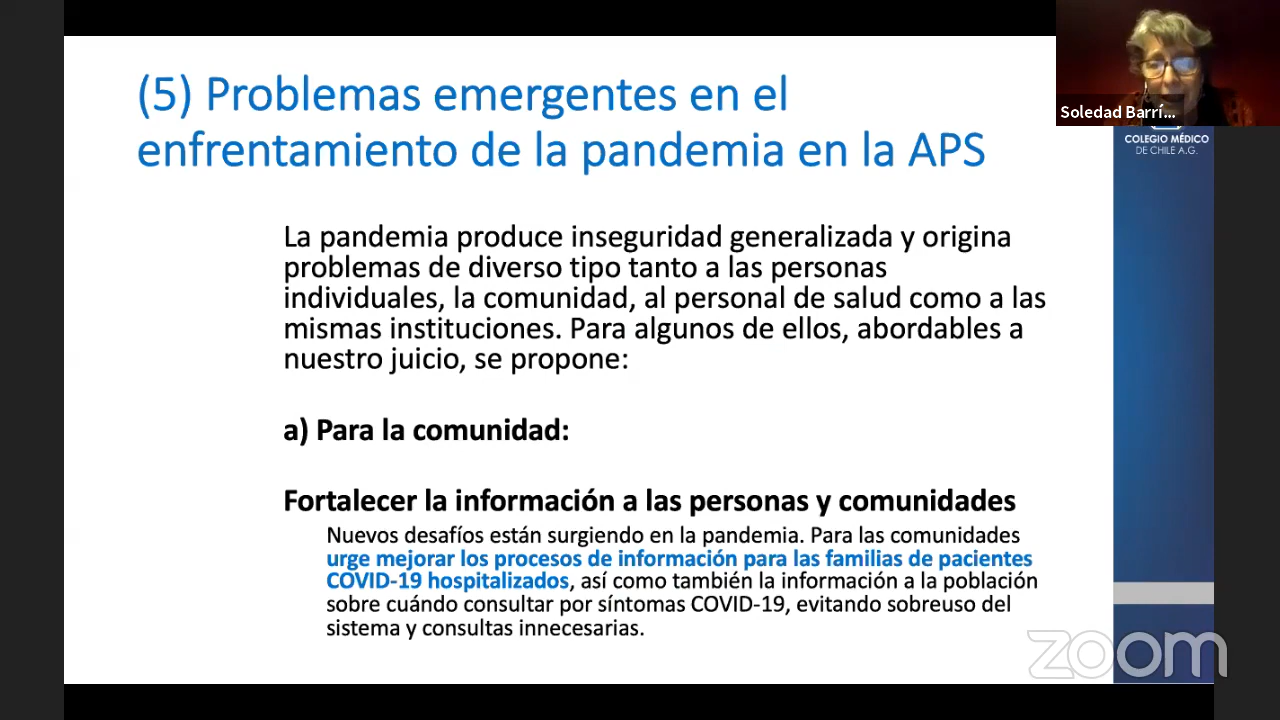 (5) Problemas emergentes en el
enfrentamiento de la pandemia en la APS
Soledad Barrí...
COLEGIO MÉDICO
DE CHILE A.G.
La pandemia produce inseguridad generalizada y origina
problemas de diverso tipo tanto a las personas
individuales, la comunidad, al personal de salud como a las
mismas instituciones. Para algunos de ellos, abordables a
nuestro juicio, se propone:
a) Para la comunidad:
Fortalecer la información a las personas y comunidades
Nuevos desafíos están surgiendo en la pandemia. Para las comunidades
urge mejorar los procesos de información para las familias de pacientes
COVID-19 hospitalizados, así como también la información a la población
sobre cuándo consultar por síntomas COVID-19, evitando sobreuso del
sistema y consultas innecesarias.
zoom